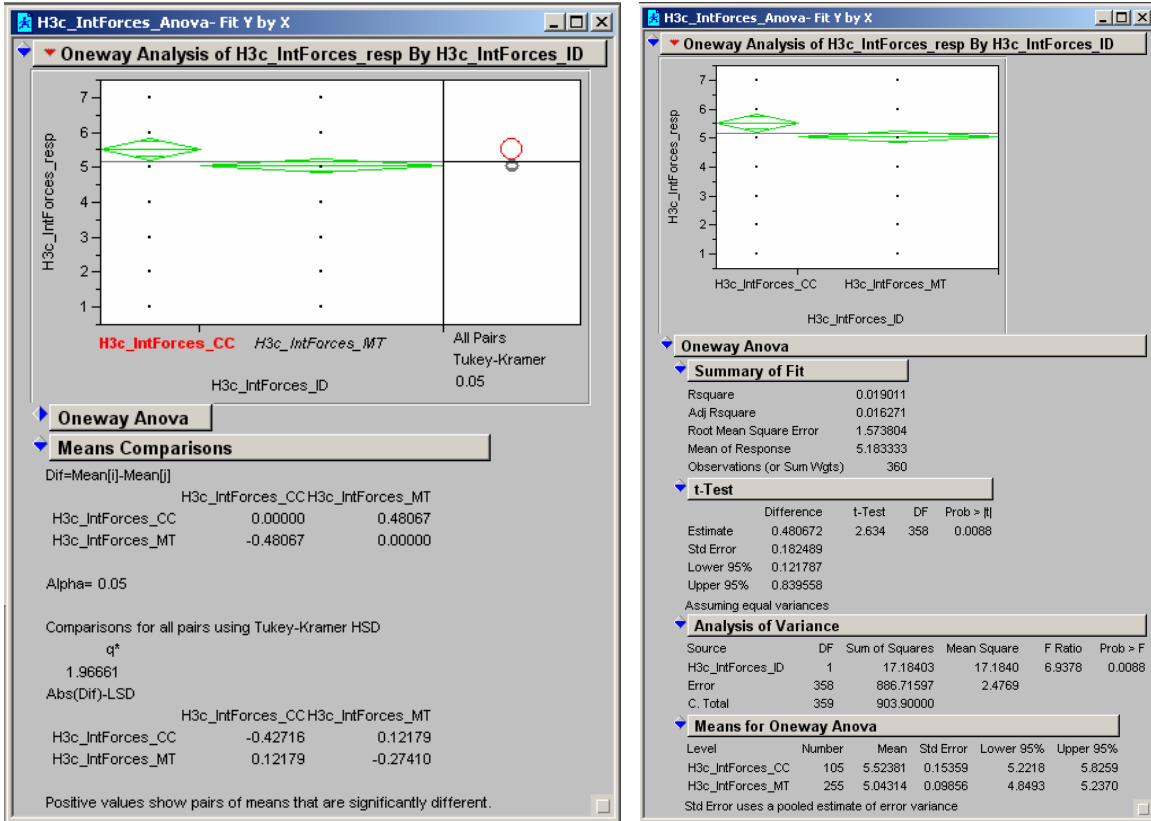 H3c_IntForces_Anova- Fit Y by X
Oneway Analysis of H3c_IntForces_resp By H3c_IntForces_ID
H3c_IntForces_resp
7
6
5
4
3
2
1
H3c_IntForces_CC H3c_IntForces_MT
All Pairs
Tukey-Kramer
0.05
H3c_IntForces_ID
Oneway Anova
Means Comparisons
Dif=Mean[i]-Mean[j]
H3c_IntForces_CC H3c_IntForces_MT
H3c_IntForces_CC 0.00000 0.48067
H3c_IntForces_MT -0.48067 0.00000
Alpha= 0.05
Comparisons for all pairs using Tukey-Kramer HSD
q*
1.96661
Abs(Dif)-LSD
H3c_IntForces_CC H3c_IntForces_MT
H3c_IntForces_CC -0.42716 0.12179
H3c_IntForces_MT 0.12179 -0.27410
Positive values show pairs of means that are significantly different.
H3c_IntForces_Anova- Fit Y by X
Oneway Analysis of H3c_IntForces_resp By H3c_IntForces_ID
H3c_IntForces_resp
7
6
5
4
3
2
1
H3c_IntForces_CC H3c_IntForces_MT
H3c_IntForces_ID
Oneway Anova
Summary of Fit
Rsquare 0.019011
Adj Rsquare 0.016271
Root Mean Square Error 1.573804
Mean of Response 5.183333
Observations (or Sum Wgts) 360
t-Test
Difference t-Test DF Prob > |t|
Estimate 0.480672 2.634 358 0.0088
Std Error 0.182489
Lower 95% 0.121787
Upper 95% 0.839558
Assuming equal variances
Analysis of Variance
Source DF Sum of Squares Mean Square F Ratio Prob > F
H3c_IntForces_ID 1 17.18403 17.1840 6.9378 0.0088
Error 358 886.71597 2.4769
C. Total 359 903.90000
Means for Oneway Anova
Level Number Mean Std Error Lower 95% Upper 95%
H3c_IntForces_CC 105 5.52381 0.15359 5.2218 5.8259
H3c_IntForces_MT 255 5.04314 0.09856 4.8493 5.2370
Std Error uses a pooled estimate of error variance